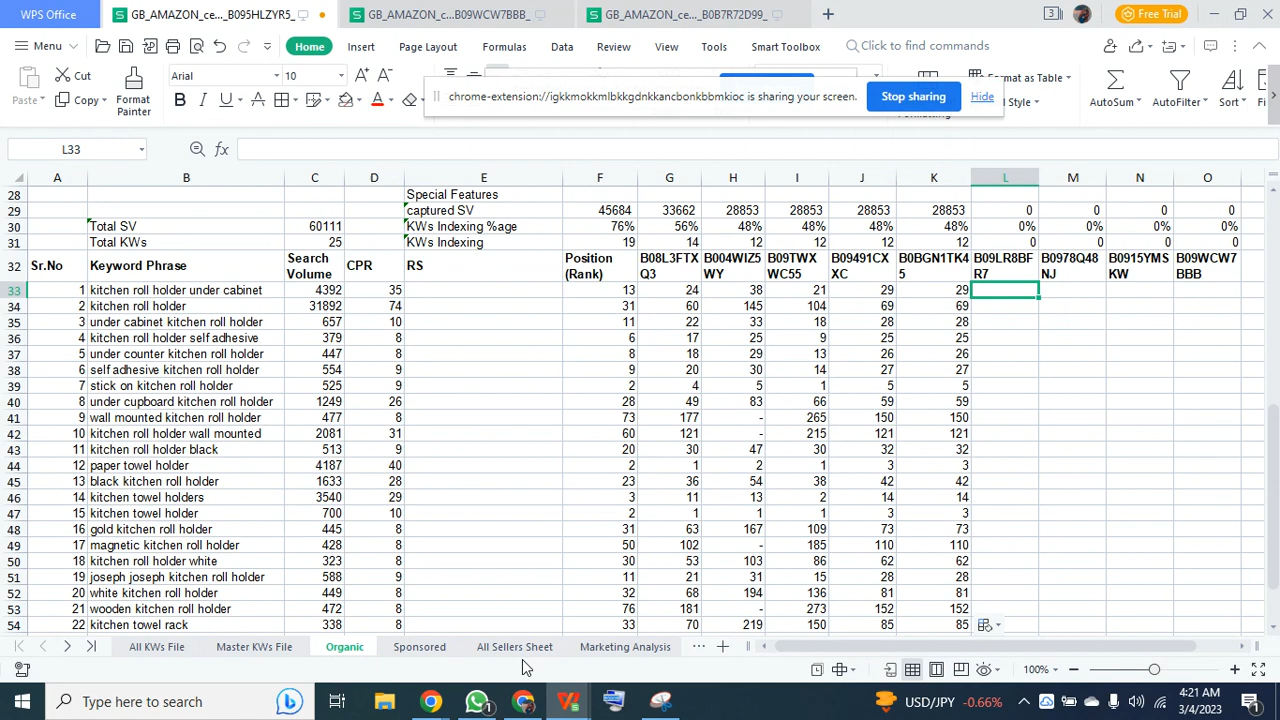 WPS Office GB_AMAZON_ce..._B095HLZYR5_ GB_AMAZON_ce...B09WCW7BBB_ GB_AMAZON_ce..._B0B7R72D99_ 3 Free Trial
Menu Home Insert Page Layout Formulas Data Review View Tools Smart Toolbox Click to find commands
Paste Cut Copy Format Painter Arial 10 Format as Table AutoSum AutoFilter Sort
chrome-extension://igkkmokkmlbkkgdnkkancbonkbbmkioc is sharing your screen. Stop sharing Hide
L33
A B C D E F G H I J K L M N O
28 Special Features
29 captured SV 45684 33662 28853 28853 28853 28853 0 0 0 0
30 Total SV 60111 KWs Indexing %age 76% 56% 48% 48% 48% 48% 0% 0% 0% 0%
31 Total KWs 25 KWs Indexing 19 14 12 12 12 12 0 0 0 0
32 Sr.No Keyword Phrase Search Volume CPR RS Position (Rank) B08L3FTXQ3 B004WIZ5WY B09TWXWC55 B09491CXXC B0BGN1TK45 B09LR8BFR7 B0978Q48NJ B0915YMSKW B09WCW7BBB
33 1 kitchen roll holder under cabinet 4392 35 13 24 38 21 29 29
34 2 kitchen roll holder 31892 74 31 60 145 104 69 69
35 3 under cabinet kitchen roll holder 657 10 11 22 33 18 28 28
36 4 kitchen roll holder self adhesive 379 8 6 17 25 9 25 25
37 5 under counter kitchen roll holder 447 8 8 18 29 13 26 26
38 6 self adhesive kitchen roll holder 554 9 9 20 30 14 27 27
39 7 stick on kitchen roll holder 525 9 2 4 5 1 5 5
40 8 under cupboard kitchen roll holder 1249 26 28 49 83 66 59 59
41 9 wall mounted kitchen roll holder 477 8 73 177 - 265 150 150
42 10 kitchen roll holder wall mounted 2081 31 60 121 - 215 121 121
43 11 kitchen roll holder black 513 9 20 30 47 30 32 32
44 12 paper towel holder 4187 40 2 1 2 1 3 3
45 13 black kitchen roll holder 1633 28 23 36 54 38 42 42
46 14 kitchen towel holders 3540 29 3 11 13 2 14 14
47 15 kitchen towel holder 700 10 2 1 1 1 3 3
48 16 gold kitchen roll holder 445 8 31 63 167 109 73 73
49 17 magnetic kitchen roll holder 428 8 50 102 - 185 110 110
50 18 kitchen roll holder white 323 8 30 53 103 86 62 62
51 19 joseph joseph kitchen roll holder 588 9 11 21 31 15 28 28
52 20 white kitchen roll holder 449 8 32 68 194 136 81 81
53 21 wooden kitchen roll holder 472 8 76 181 - 273 152 152
54 22 kitchen towel rack 338 8 33 70 219 150 85 85
All KWs File Master KWs File Organic Sponsored All Sellers Sheet Marketing Analysis
100%
Type here to search USD/JPY -0.66% 4:21 AM
3/4/2023